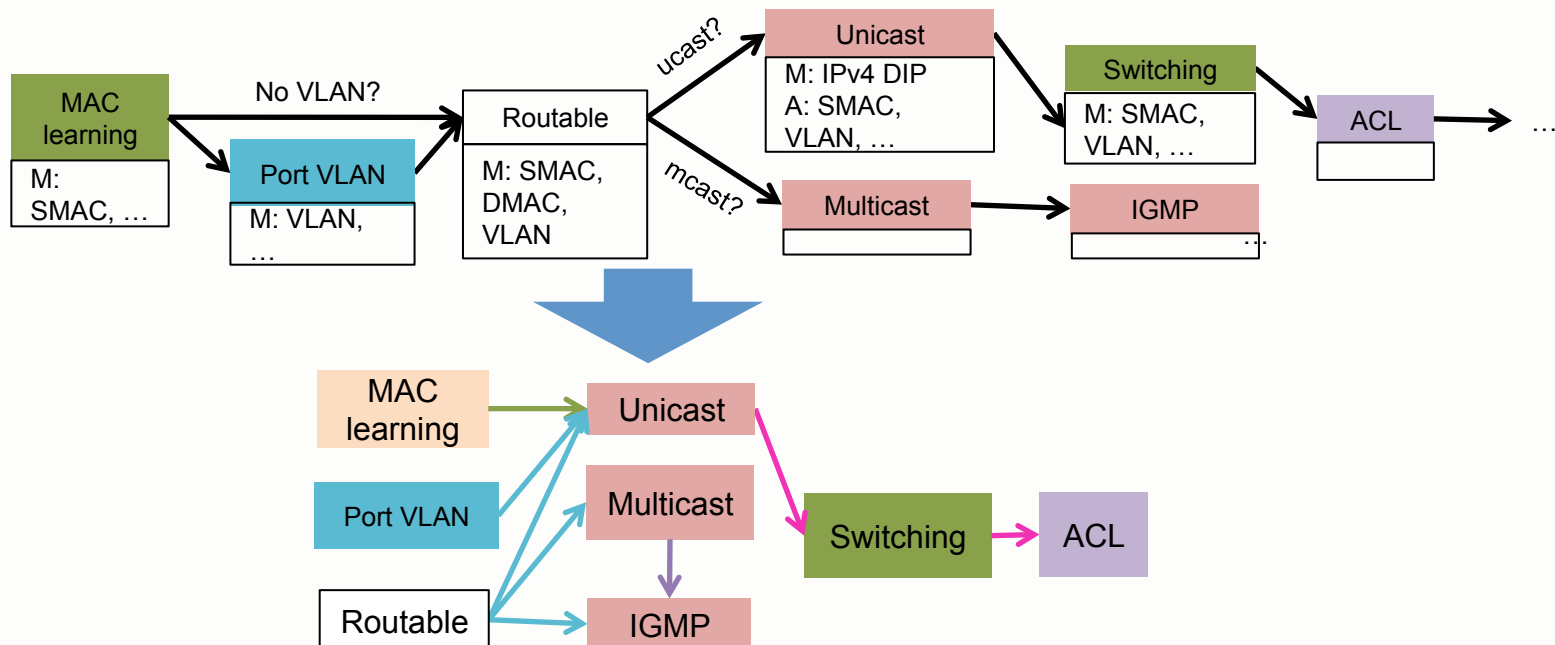 MAC
learning
M:
SMAC, …
No VLAN?
Port VLAN
M: VLAN,
…
Routable
M: SMAC,
DMAC,
VLAN
ucast?
mcast?
Unicast
M: IPv4 DIP
A: SMAC,
VLAN, …
Multicast
Switching
M: SMAC,
VLAN, …
IGMP
…
ACL
…
MAC
learning
Unicast
Port VLAN
Multicast
Switching
ACL
Routable
IGMP